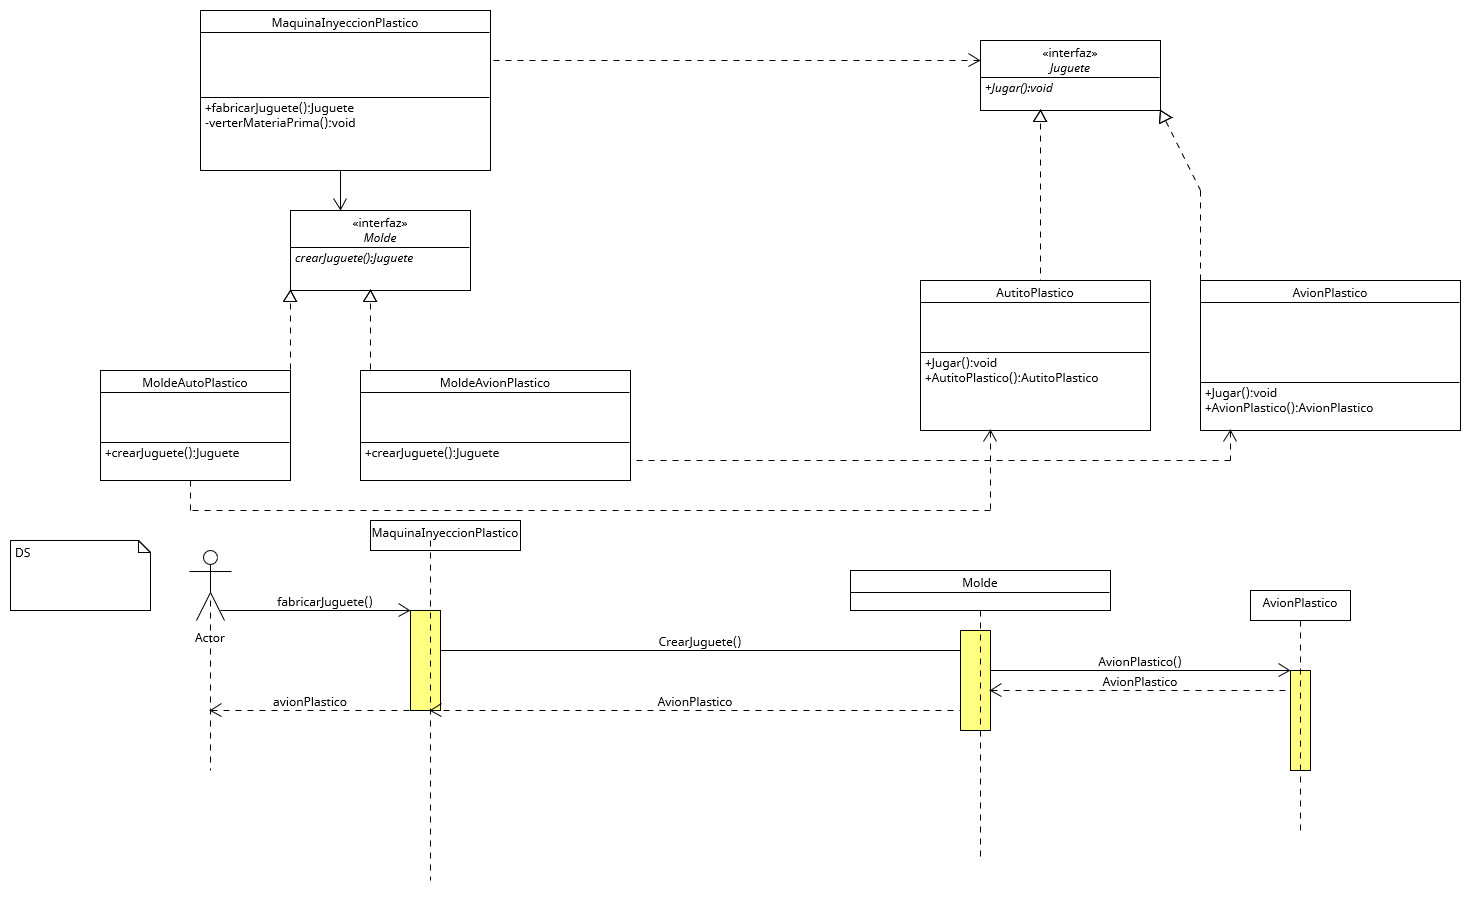 MaquinaInyeccionPlastico
+fabricarJuguete():Juguete
-verterMateriaPrima():void
«interfaz»
Juguete
+Jugar():void
«interfaz»
Molde
crearJuguete():Juguete
MoldeAutoPlastico
+crearJuguete():Juguete
MoldeAvionPlastico
+crearJuguete():Juguete
AutitoPlastico
+Jugar():void
+AutitoPlastico():AutitoPlastico
AvionPlastico
+Jugar():void
+AvionPlastico():AvionPlastico
DS
Actor
MaquinaInyeccionPlastico
Molde
AvionPlastico
fabricarJuguete()
CrearJuguete()
AvionPlastico()
AvionPlastico
avionPlastico
AvionPlastico